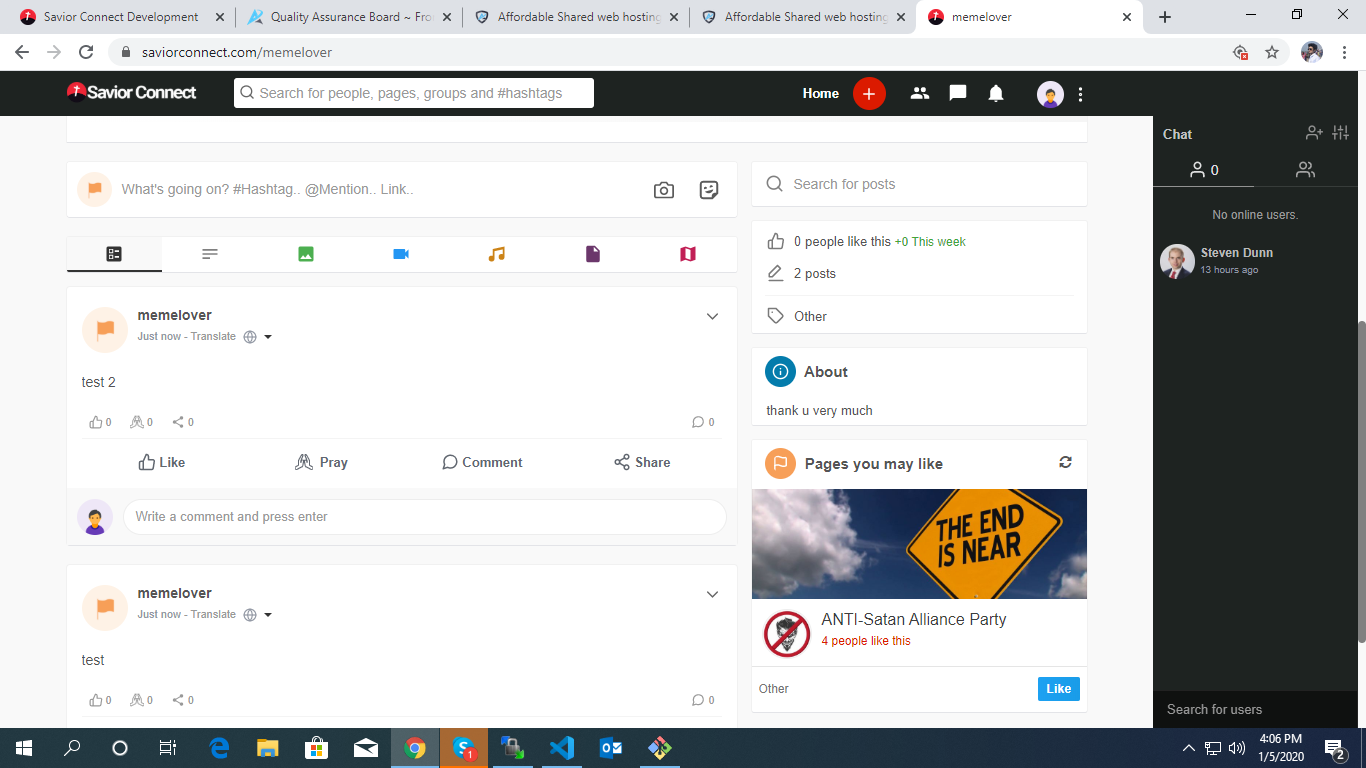 Savior Connect Development
Quality Assurance Board ~ Fro
Affordable Shared web hosting
Affordable Shared web hosting
memelover
saviorconnect.com/memelover
Savior Connect
Search for people, pages, groups and #hashtags
Home
What's going on? #Hashtag.. @Mention.. Link..
memelover
Just now - Translate
test 2
0 0 0 0
Like Pray Comment Share
Write a comment and press enter
memelover
Just now - Translate
test
0 0 0 0
Search for posts
0 people like this +0 This week
2 posts
Other
About
thank u very much
Pages you may like
THE END
IS NEAR
ANTI-Satan Alliance Party
4 people like this
Other
Like
Chat
0
No online users.
Steven Dunn
13 hours ago
Search for users
1
4:06 PM
1/5/2020
2